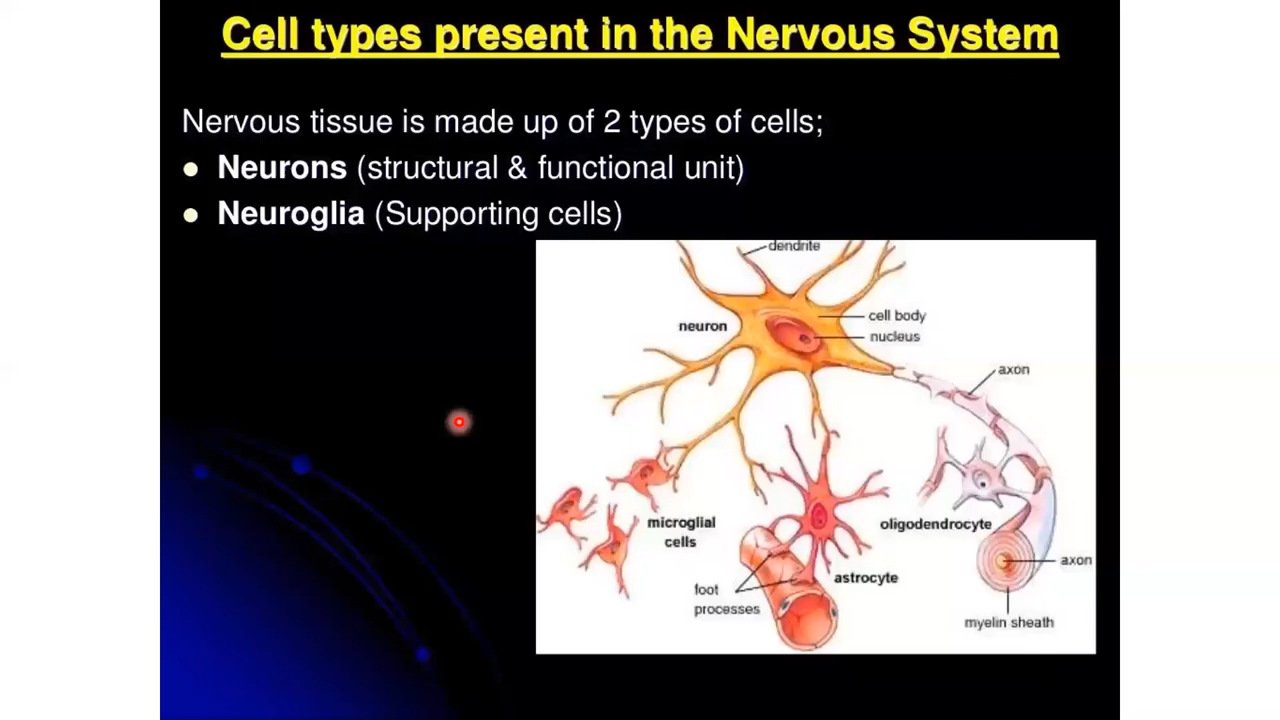 Cell types present in the Nervous System
Nervous tissue is made up of 2 types of cells;
● Neurons (structural & functional unit)
● Neuroglia (Supporting cells)
dendrite
neuron
cell body
nucleus
axon
microglial
cells
oligodendrocyte
axon
foot
processes
astrocyte
myelin sheath